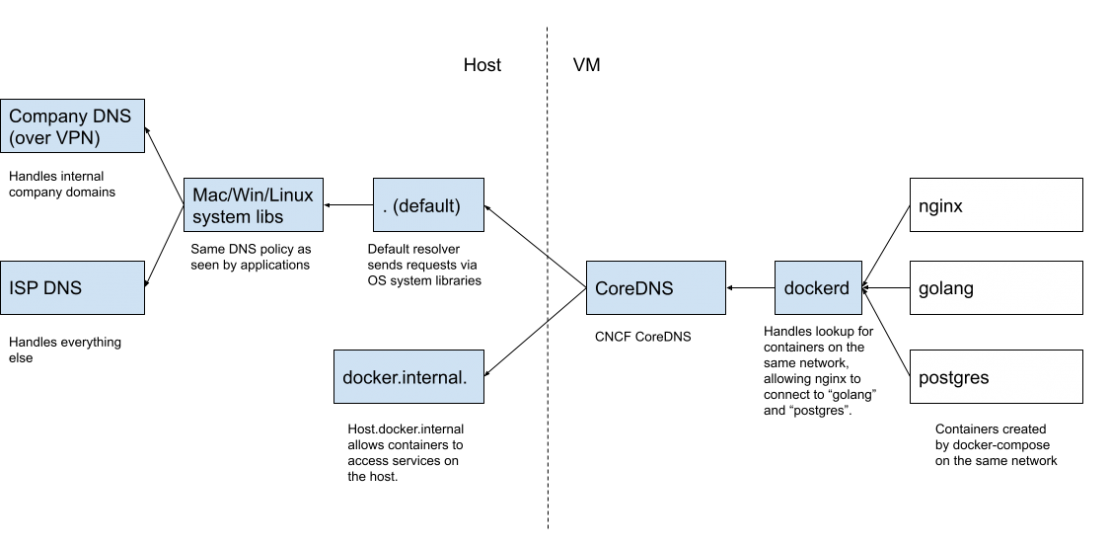 Host
VM
Company DNS
(over VPN)
Handles internal
company domains
Mac/Win/Linux
system libs
Same DNS policy as
seen by applications
. (default)
Default resolver
sends requests via
OS system libraries
ISP DNS
Handles everything
else
docker.internal.
Host.docker.internal
allows containers to
access services on
the host.
CoreDNS
CNCF CoreDNS
dockerd
Handles lookup for
containers on the
same network,
allowing nginx to
connect to “golang”
and “postgres”.
nginx
golang
postgres
Containers created
by docker-compose
on the same network